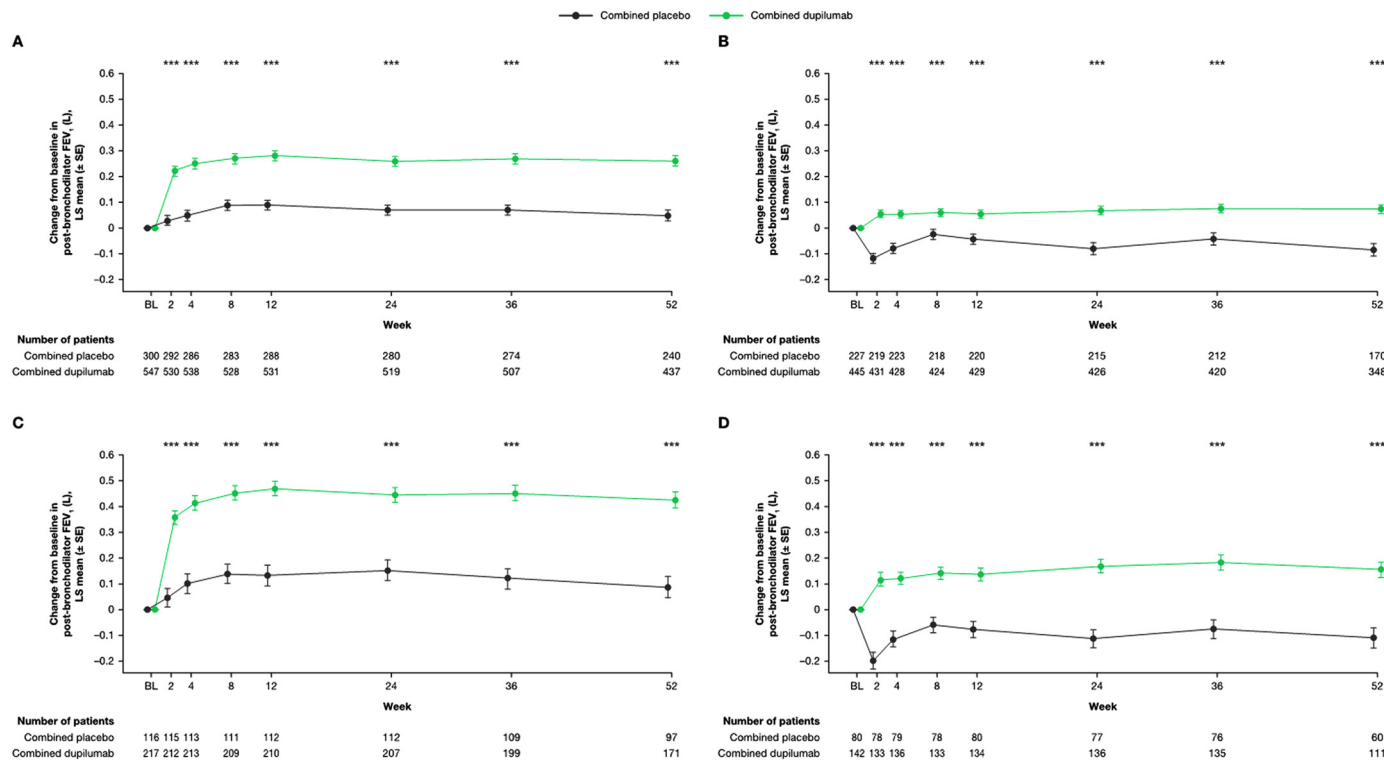 Combined placebo Combined dupilumab
A
*** *** *** *** *** *** ***
Change from baseline in
post-bronchodilator FEV₁ (L),
LS mean (± SE)
0.6
0.5
0.4
0.3
0.2
0.1
0
−0.1
−0.2
BL 2 4 8 12 24 36 52
Week
Number of patients
Combined placebo 300 292 286 283 288 280 274 240
Combined dupilumab 547 530 538 528 531 519 507 437
B
*** *** *** *** *** *** ***
Change from baseline in
post-bronchodilator FEV₁ (L),
LS mean (± SE)
0.6
0.5
0.4
0.3
0.2
0.1
0
−0.1
−0.2
BL 2 4 8 12 24 36 52
Week
Number of patients
Combined placebo 227 219 223 218 220 215 212 170
Combined dupilumab 445 431 428 424 429 426 420 348
C
*** *** *** *** *** *** ***
Change from baseline in
post-bronchodilator FEV₁ (L),
LS mean (± SE)
0.6
0.5
0.4
0.3
0.2
0.1
0
−0.1
−0.2
BL 2 4 8 12 24 36 52
Week
Number of patients
Combined placebo 116 115 113 111 112 112 109 97
Combined dupilumab 217 212 213 209 210 207 199 171
D
*** *** *** *** *** *** ***
Change from baseline in
post-bronchodilator FEV₁ (L),
LS mean (± SE)
0.6
0.5
0.4
0.3
0.2
0.1
0
−0.1
−0.2
BL 2 4 8 12 24 36 52
Week
Number of patients
Combined placebo 80 78 79 78 80 77 76 60
Combined dupilumab 142 133 136 133 134 136 135 111